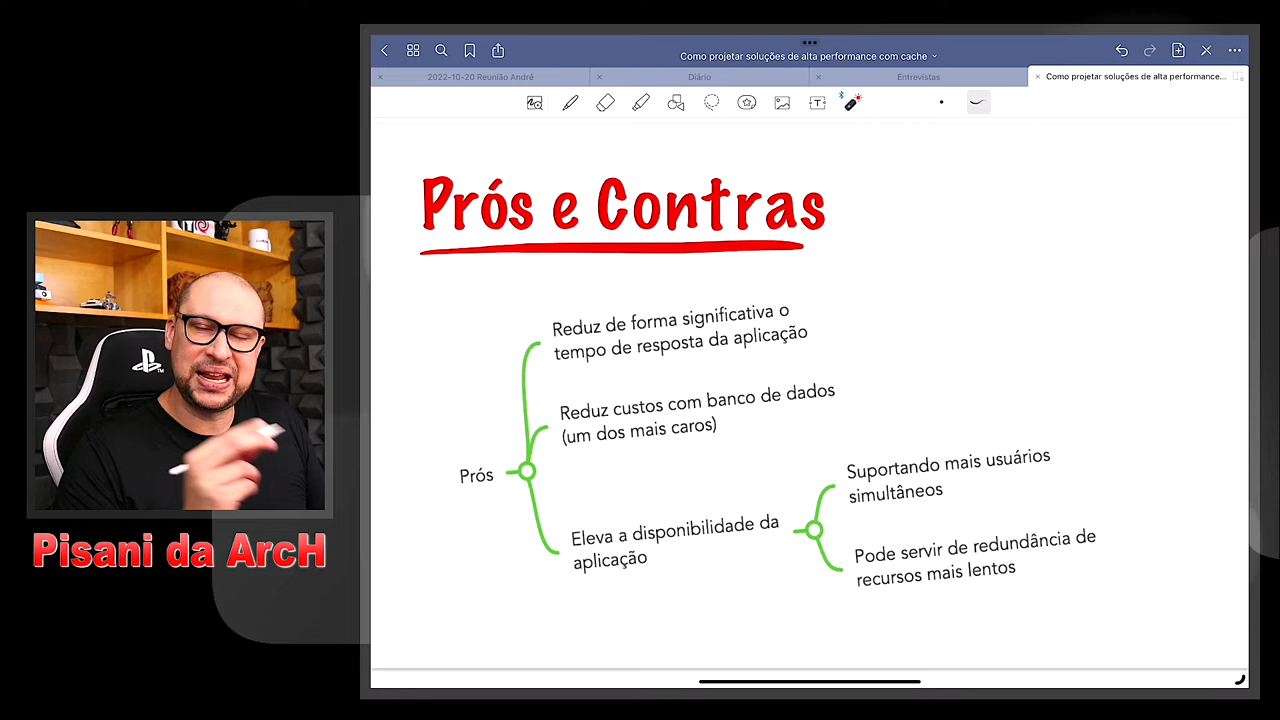 Como projetar soluções de alta performance com cache
2022-10-20 Reunião André
Diário
Entrevistas
Como projetar soluções de alta performance...
Prós e Contras
Reduz de forma significativa o
tempo de resposta da aplicação
Reduz custos com banco de dados
(um dos mais caros)
Prós
Eleva a disponibilidade da
aplicação
Suportando mais usuários
simultâneos
Pode servir de redundância de
recursos mais lentos
Pisani da ArcH